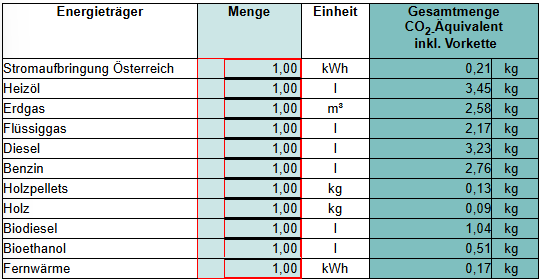 Energieträger Menge Einheit Gesamtmenge
CO2-Äquivalent
inkl. Vorkette
Stromaufbringung Österreich 1,00 kWh 0,21 kg
Heizöl 1,00 l 3,45 kg
Erdgas 1,00 m³ 2,58 kg
Flüssiggas 1,00 l 2,17 kg
Diesel 1,00 l 3,23 kg
Benzin 1,00 l 2,76 kg
Holzpellets 1,00 kg 0,13 kg
Holz 1,00 kg 0,09 kg
Biodiesel 1,00 l 1,04 kg
Bioethanol 1,00 l 0,51 kg
Fernwärme 1,00 kWh 0,17 kg